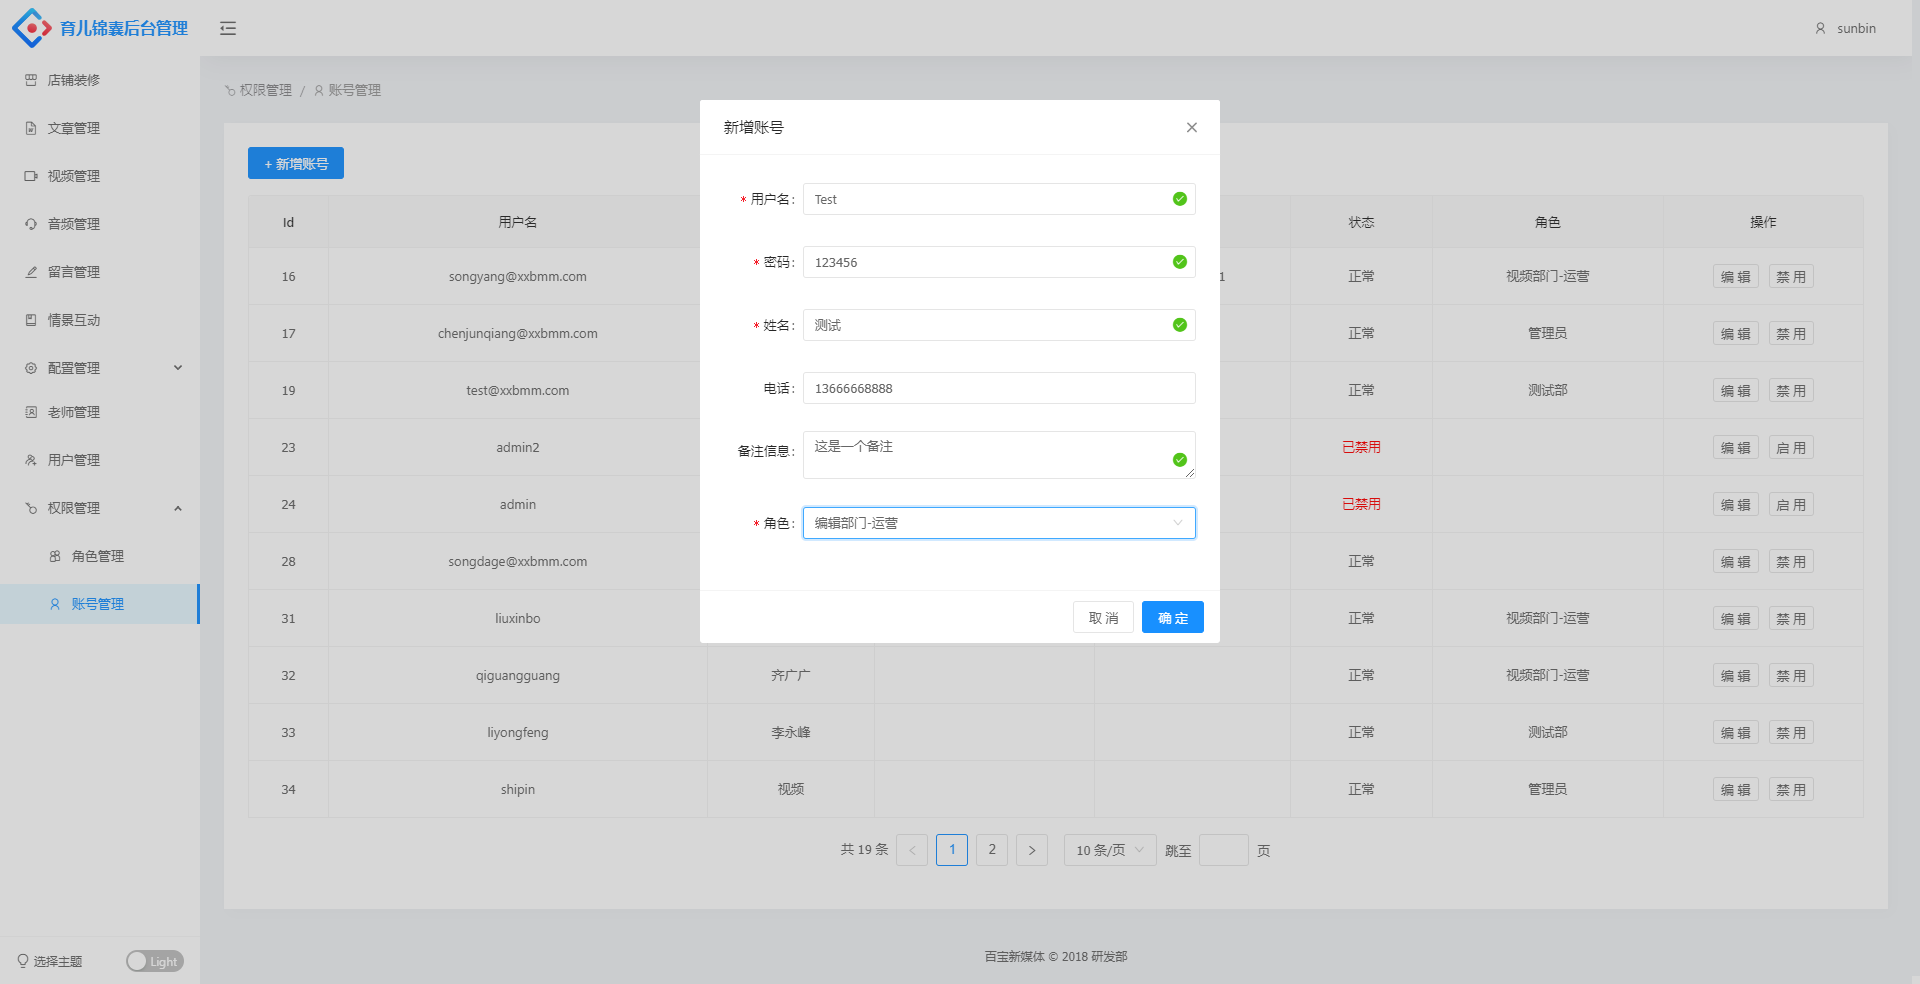 育儿锦囊后台管理
sunbin
店铺装修
文章管理
视频管理
音频管理
留言管理
情景互动
配置管理
老师管理
用户管理
权限管理
角色管理
账号管理
选择主题
Light
权限管理 / 账号管理
+ 新增账号
Id 用户名 状态 角色 操作
16 songyang@xxbmm.com 1 正常 视频部门-运营 编 辑 禁 用
17 chenjunqiang@xxbmm.com 正常 管理员 编 辑 禁 用
19 test@xxbmm.com 正常 测试部 编 辑 禁 用
23 admin2 已禁用 编 辑 启 用
24 admin 已禁用 编 辑 启 用
28 songdage@xxbmm.com 正常 编 辑 禁 用
31 liuxinbo 正常 视频部门-运营 编 辑 禁 用
32 qiguangguang 齐广广 正常 视频部门-运营 编 辑 禁 用
33 liyongfeng 李永峰 正常 测试部 编 辑 禁 用
34 shipin 视频 正常 管理员 编 辑 禁 用
共 19 条 < 1 2 > 10 条/页 跳至 页
新增账号
* 用户名: Test
* 密码: 123456
* 姓名: 测试
电话: 13666668888
备注信息: 这是一个备注
* 角色: 编辑部门-运营
取 消 确 定
百宝新媒体 © 2018 研发部